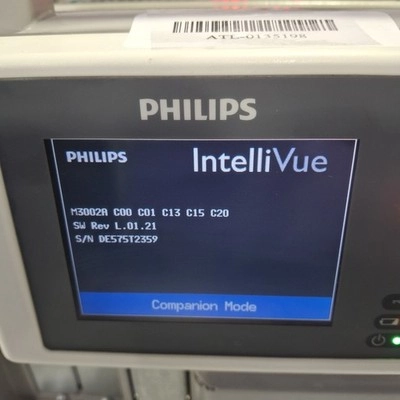 ATL-0135198
PHILIPS
PHILIPS IntelliVue
M3002A C00 C01 C13 C15 C20
SW Rev L.01.21
S/N DE575T2359
Companion Mode